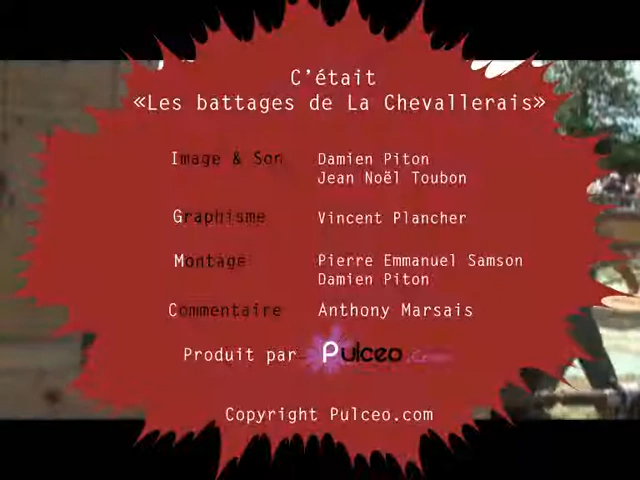 C'était
«Les battages de La Chevallerais»
Image & Son Damien Piton
Jean Noël Toubon
Graphisme Vincent Plancher
Montage Pierre Emmanuel Samson
Damien Piton
Commentaire Anthony Marsais
Produit par Pulceo.com
Copyright Pulceo.com